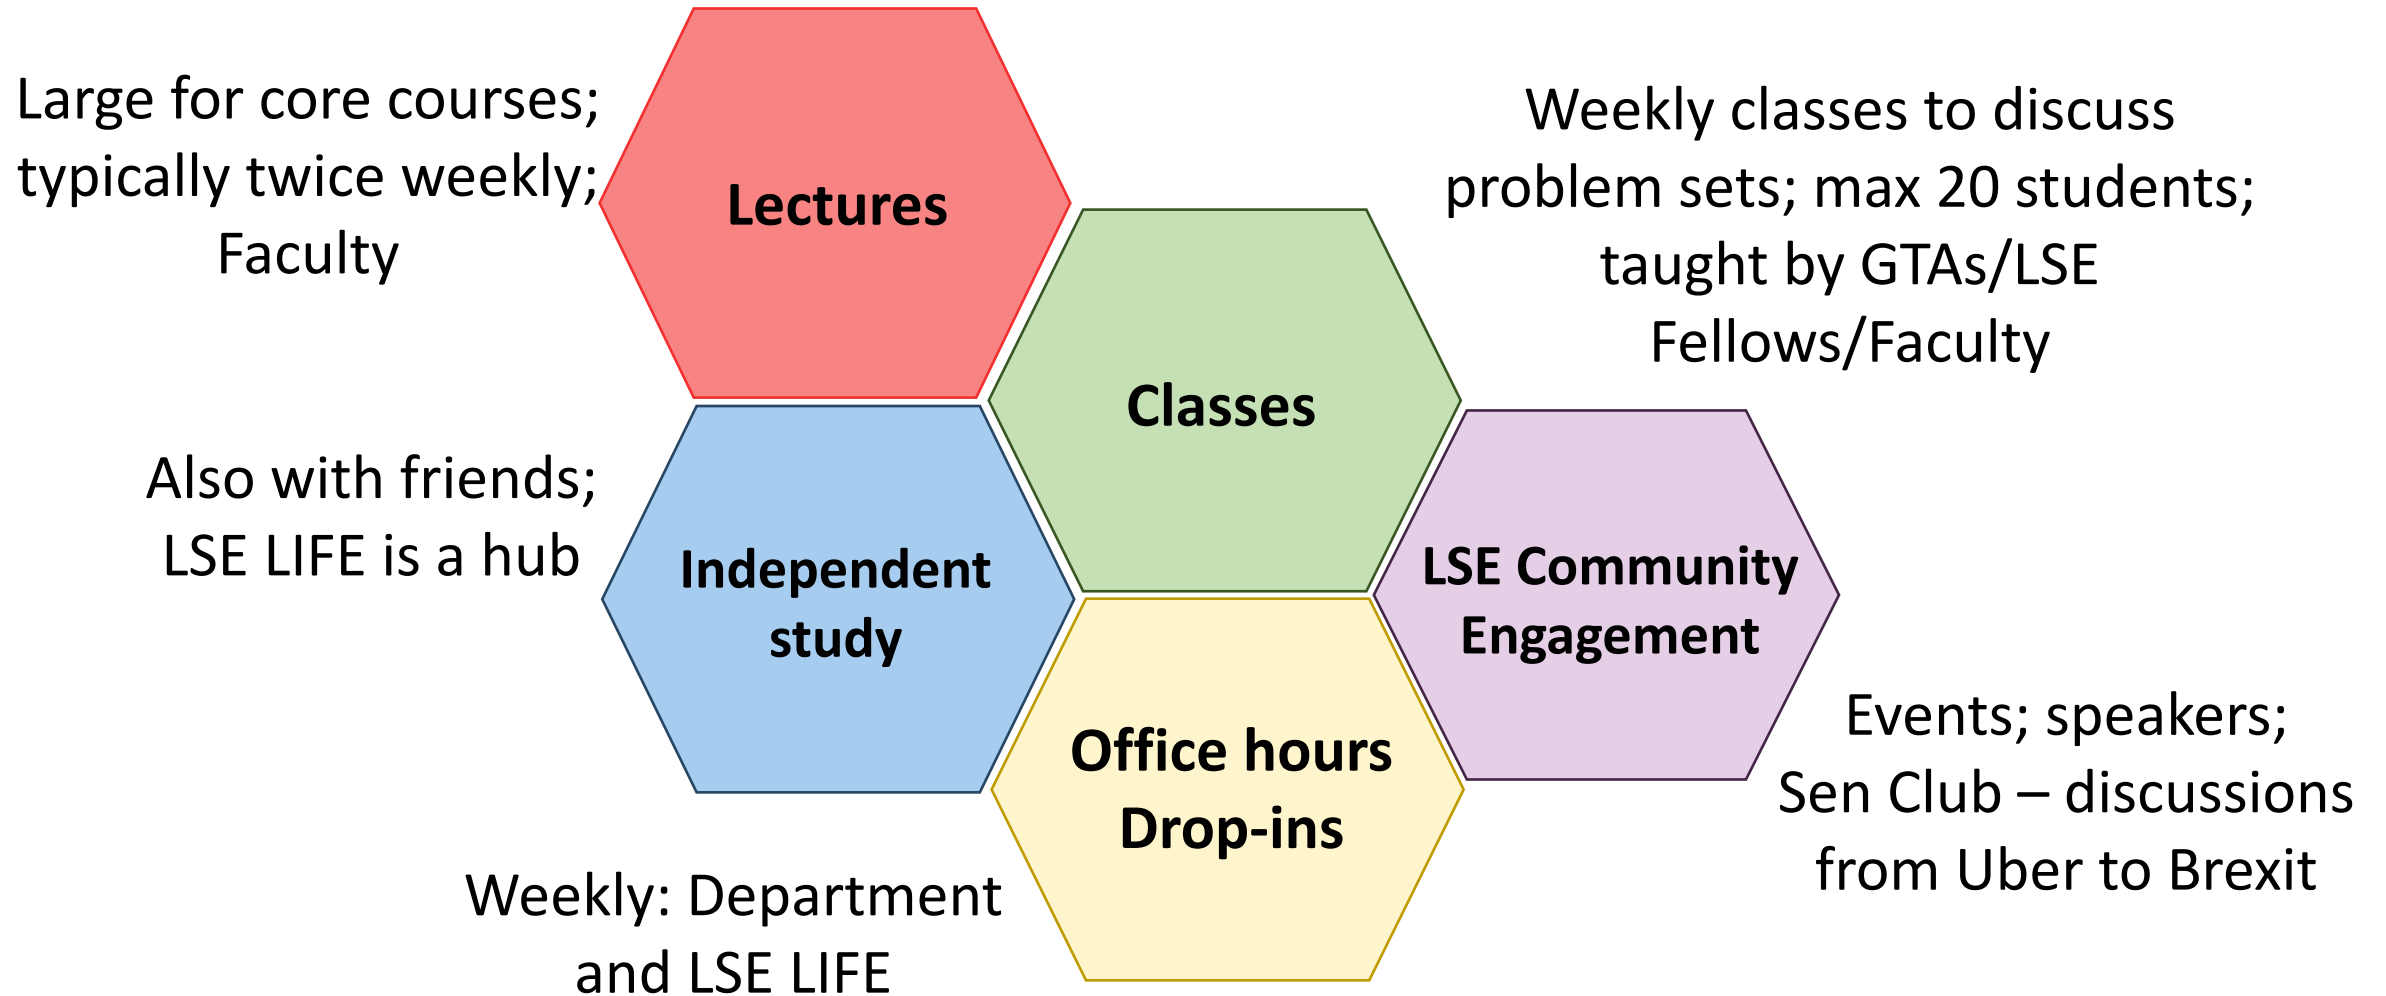 Large for core courses;
typically twice weekly;
Faculty
Lectures
Weekly classes to discuss
problem sets; max 20 students;
taught by GTAs/LSE
Fellows/Faculty
Classes
Also with friends;
LSE LIFE is a hub
Independent
study
LSE Community
Engagement
Events; speakers;
Sen Club – discussions
from Uber to Brexit
Office hours
Drop-ins
Weekly: Department
and LSE LIFE